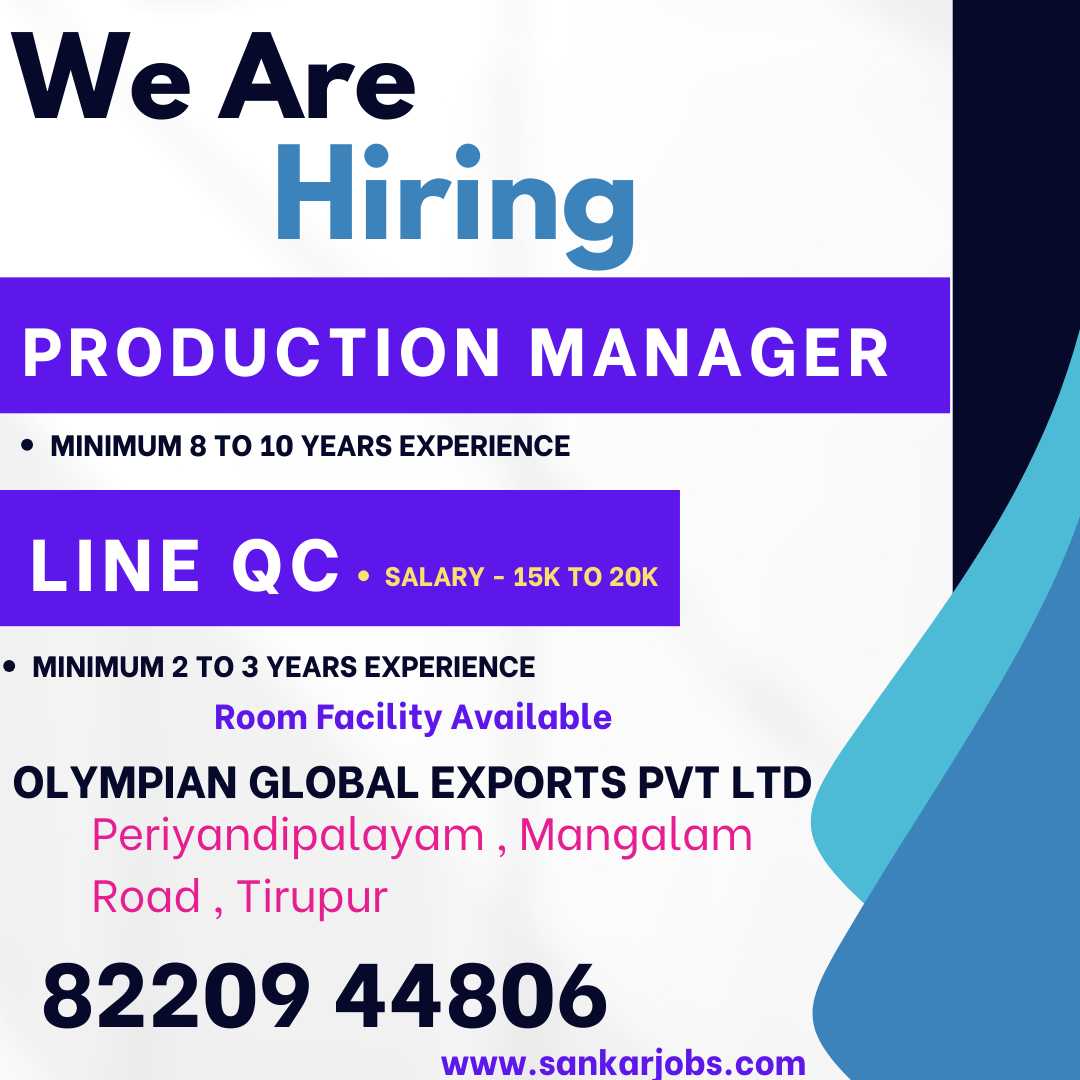 We Are
Hiring
PRODUCTION MANAGER
• MINIMUM 8 TO 10 YEARS EXPERIENCE
LINE QC • SALARY - 15K TO 20K
• MINIMUM 2 TO 3 YEARS EXPERIENCE
Room Facility Available
OLYMPIAN GLOBAL EXPORTS PVT LTD
Periyandipalayam , Mangalam
Road , Tirupur
82209 44806
www.sankarjobs.com